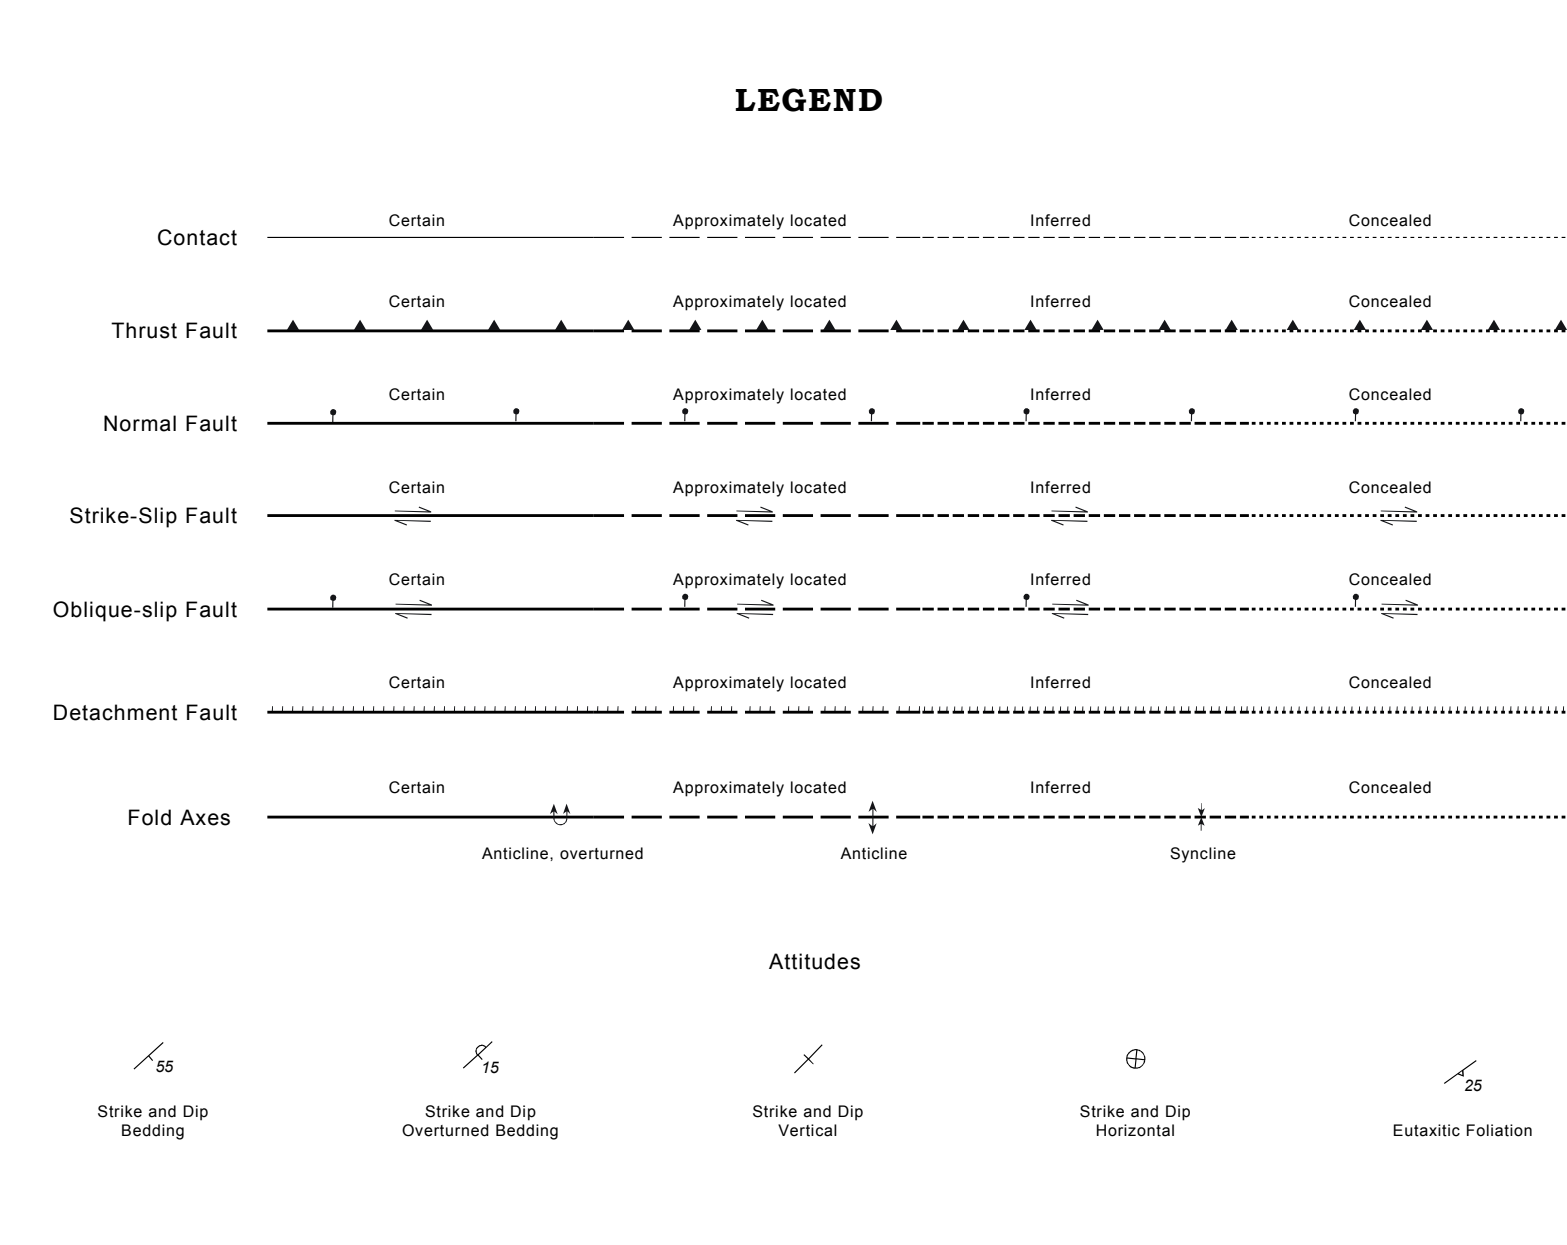 LEGEND
Certain Approximately located Inferred Concealed
Contact
Certain Approximately located Inferred Concealed
Thrust Fault
Certain Approximately located Inferred Concealed
Normal Fault
Certain Approximately located Inferred Concealed
Strike-Slip Fault
Certain Approximately located Inferred Concealed
Oblique-slip Fault
Certain Approximately located Inferred Concealed
Detachment Fault
Certain Approximately located Inferred Concealed
Fold Axes
Anticline, overturned Anticline Syncline
Attitudes
55
15
25
Strike and Dip
Bedding
Strike and Dip
Overturned Bedding
Strike and Dip
Vertical
Strike and Dip
Horizontal
Eutaxitic Foliation